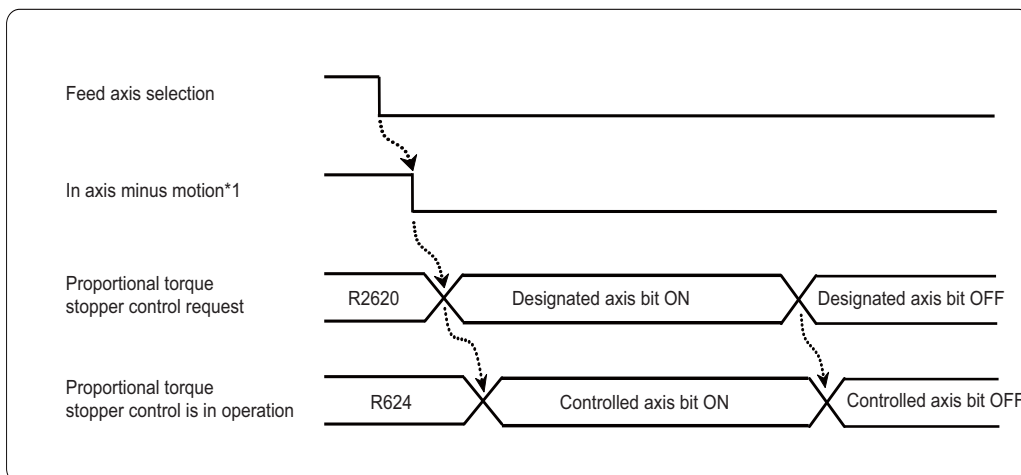 Feed axis selection
In axis minus motion*1
Proportional torque
stopper control request
R2620
Designated axis bit ON
Designated axis bit OFF
Proportional torque
stopper control is in operation
R624
Controlled axis bit ON
Controlled axis bit OFF